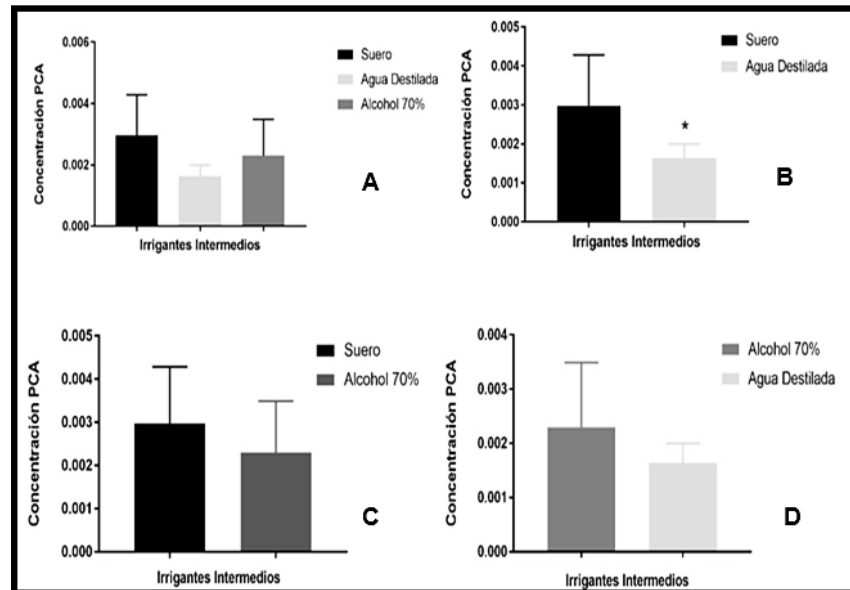 0.006
0.004
0.002
0.000
Concentración PCA
Suero
Agua Destilada
Alcohol 70%
Irrigantes Intermedios
A
0.005
0.004
0.003
0.002
0.001
0.000
Concentración PCA
*
Suero
Agua Destilada
Irrigantes Intermedios
B
0.005
0.004
0.003
0.002
0.001
0.000
Concentración PCA
Suero
Alcohol 70%
Irrigantes Intermedios
C
0.004
0.003
0.002
0.001
0.000
Concentración PCA
Alcohol 70%
Agua Destilada
Irrigantes Intermedios
D